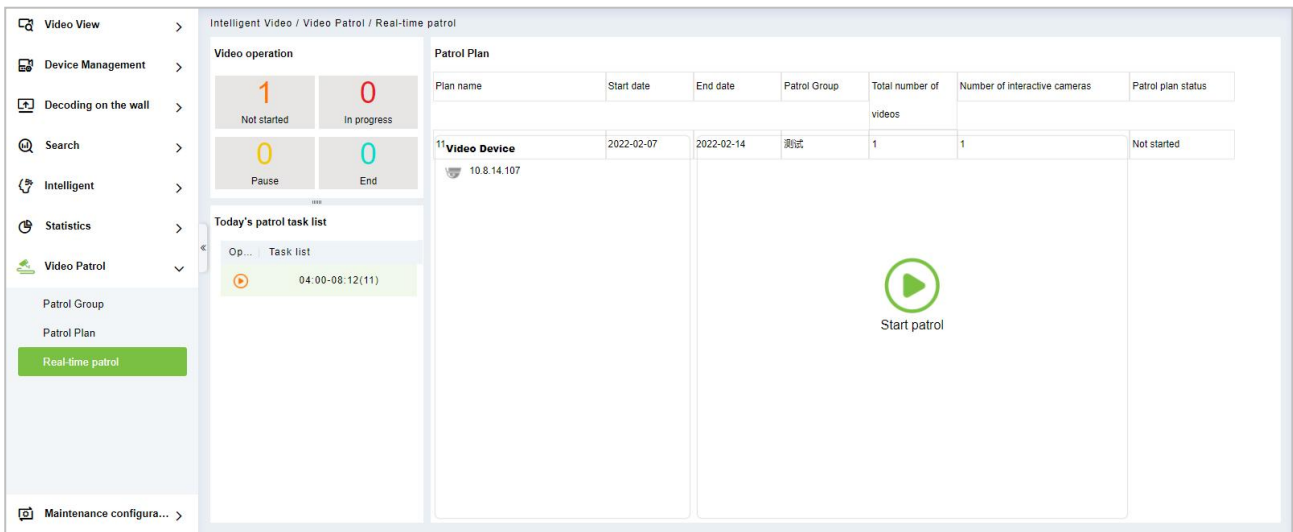 Video View
Device Management
Decoding on the wall
Search
Intelligent
Statistics
Video Patrol
Patrol Group
Patrol Plan
Real-time patrol
Maintenance configura...
Intelligent Video / Video Patrol / Real-time patrol
Video operation
1
Not started
0
In progress
0
Pause
0
End
Today's patrol task list
Op... Task list
04:00-08:12(11)
Patrol Plan
Plan name Start date End date Patrol Group Total number of videos Number of interactive cameras Patrol plan status
11 Video Device 2022-02-07 2022-02-14 测试 1 1 Not started
10.8.14.107
Start patrol